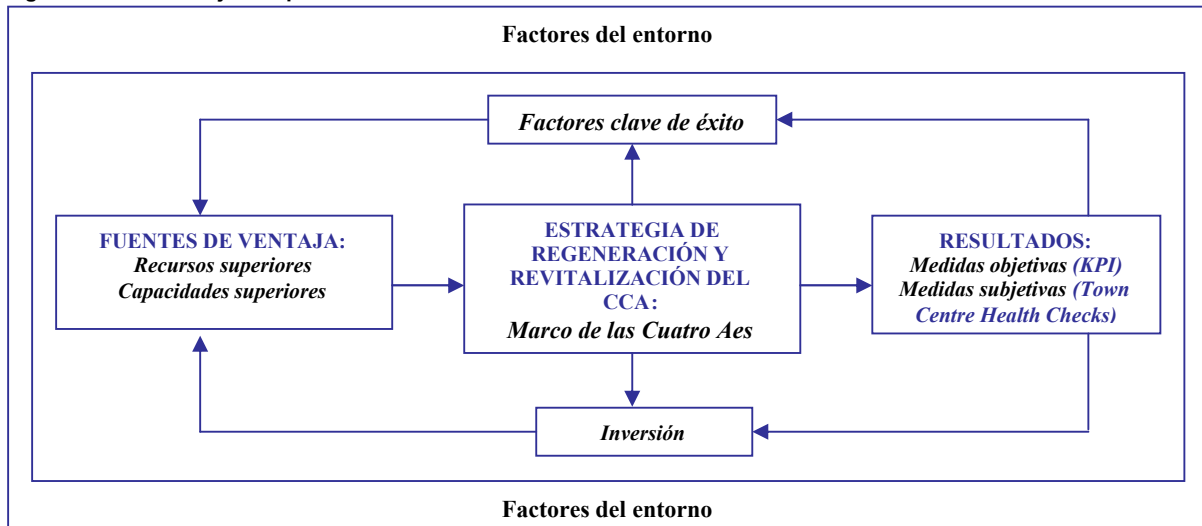 Factores del entorno
Factores clave de éxito
FUENTES DE VENTAJA:
Recursos superiores
Capacidades superiores
ESTRATEGIA DE
REGENERACIÓN Y
REVITALIZACIÓN DEL
CCA:
Marco de las Cuatro Aes
RESULTADOS:
Medidas objetivas (KPI)
Medidas subjetivas (Town
Centre Health Checks)
Inversión
Factores del entorno